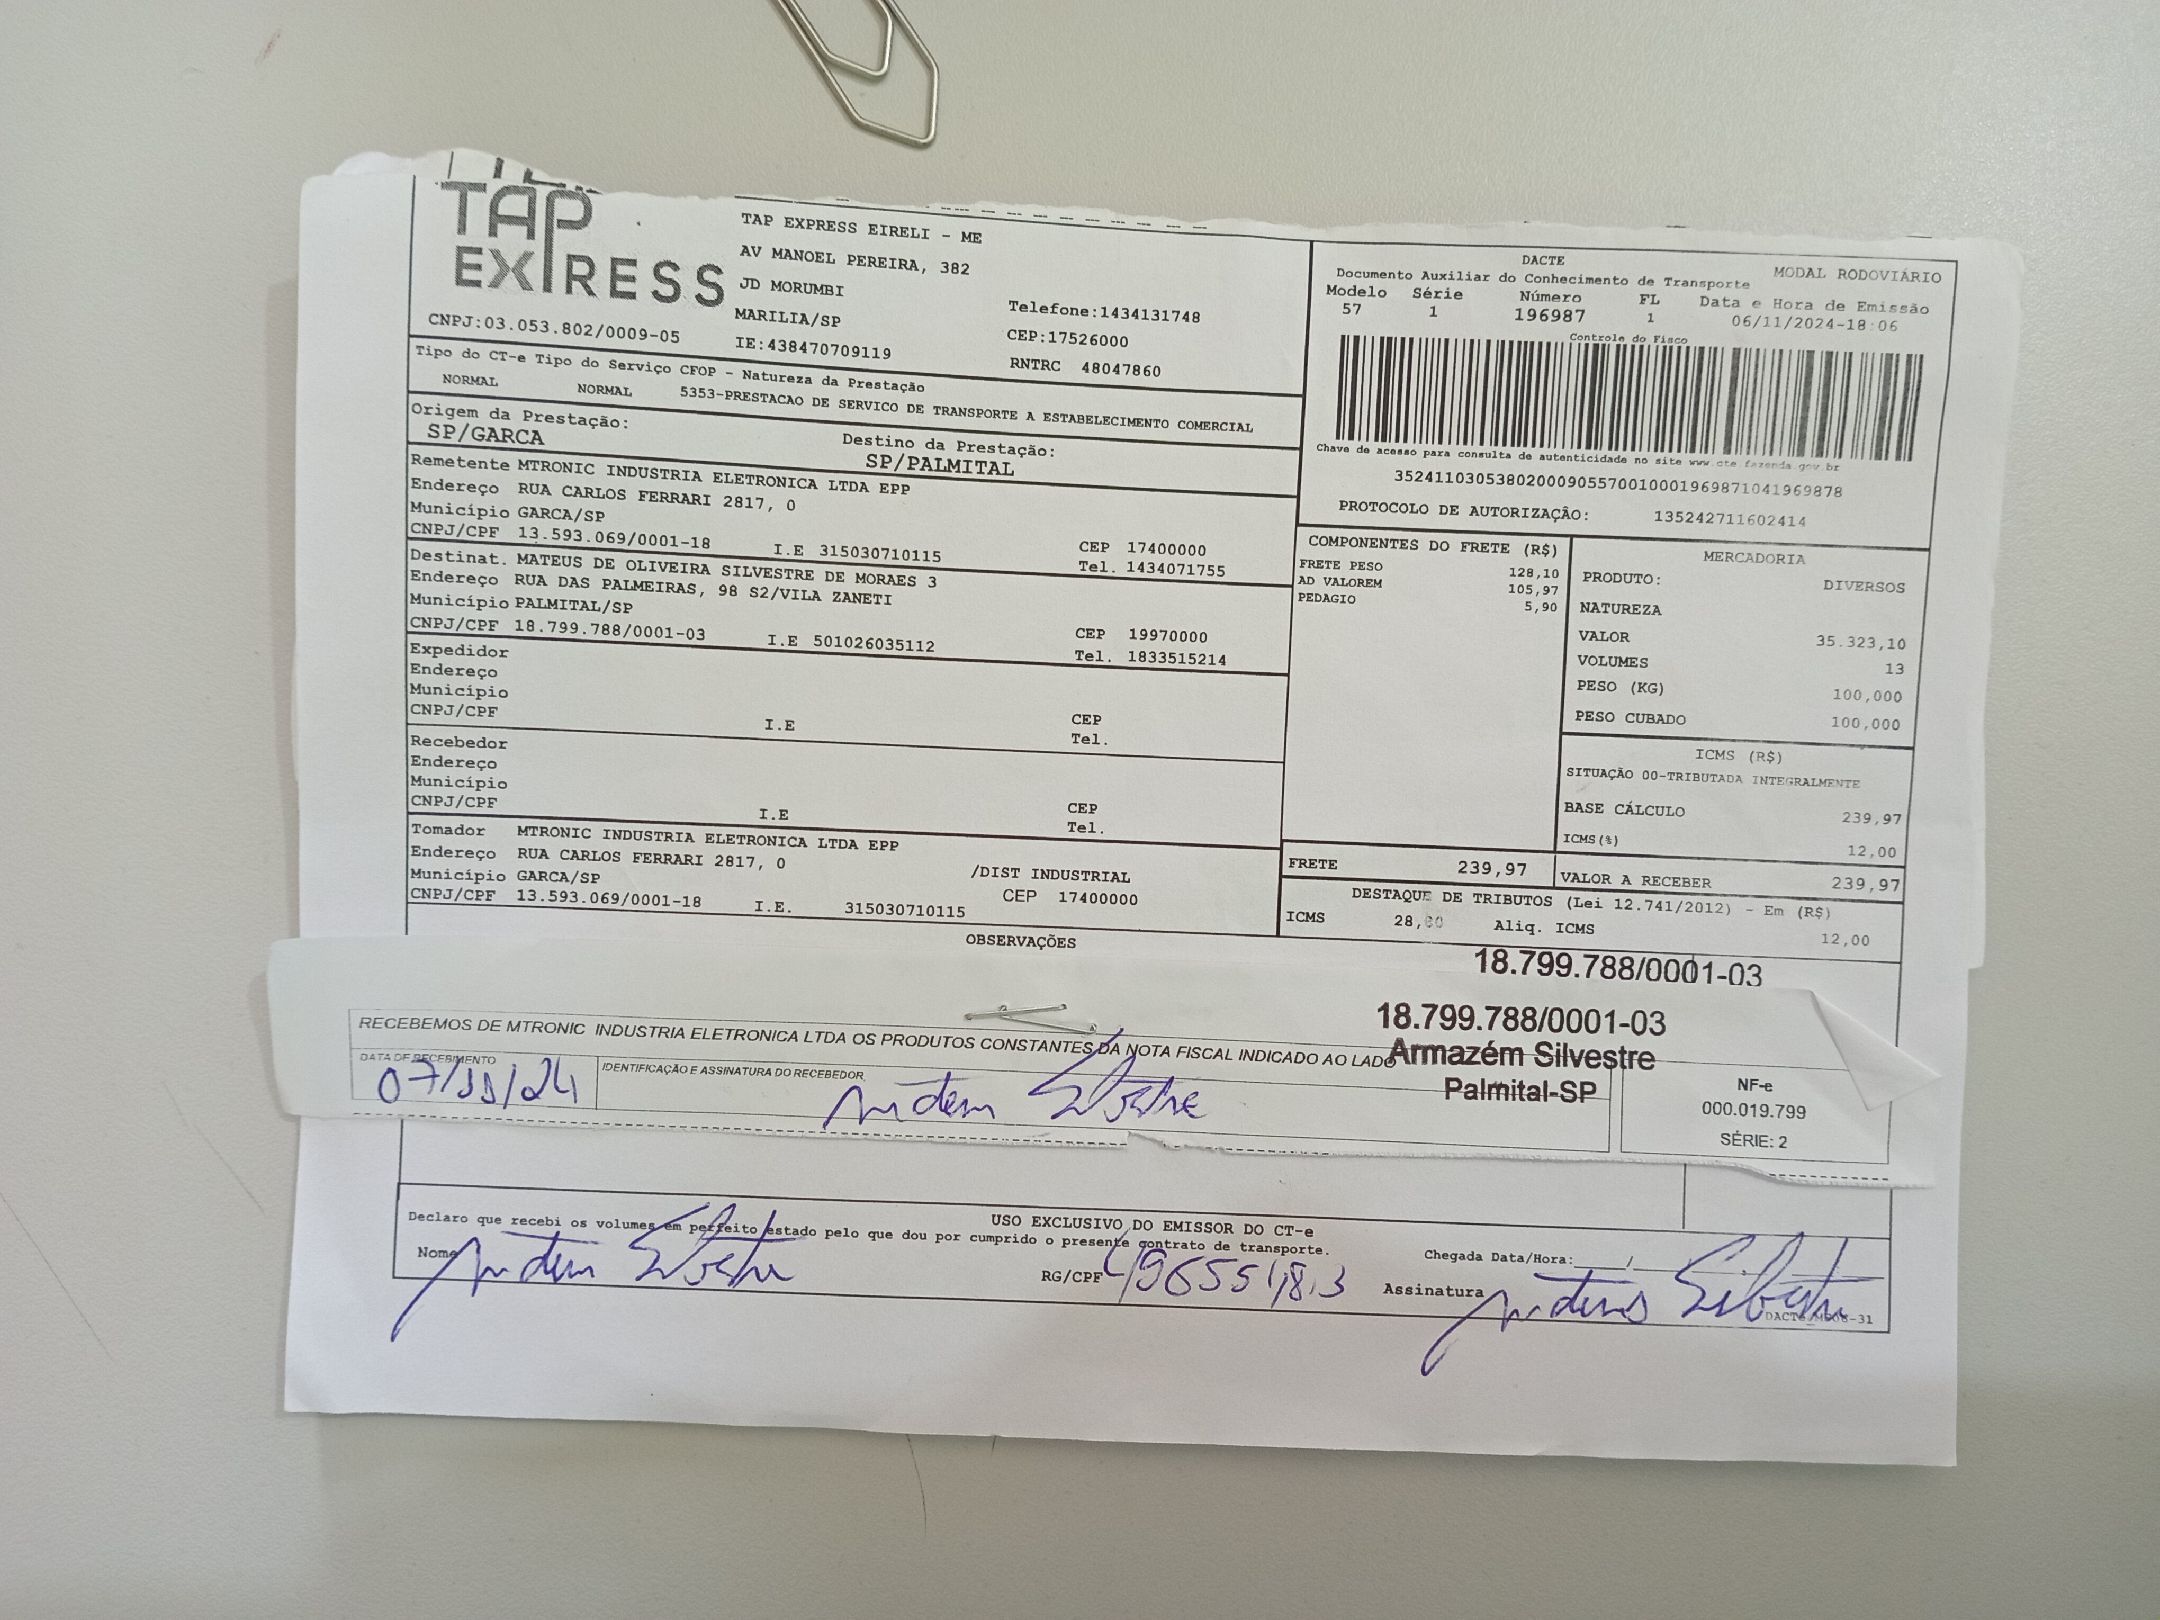 TAP
EXPRESS
CNPJ:03.053.802/0009-05
TAP EXPRESS EIRELI - ME
AV MANOEL PEREIRA, 382
JD MORUMBI
MARILIA/SP
IE:438470709119
Telefone:1434131748
CEP:17526000
RNTRC 48047860
DACTE
MODAL RODOVIÁRIO
Documento Auxiliar do Conhecimento de Transporte
Modelo Série Número FL Data e Hora de Emissão
57 1 196987 1 06/11/2024-18:06
Controle do Fisco
Chave de acesso para consulta de autenticidade no site www.cte.fazenda.gov.br
35241103053802000905570010001969871041969878
PROTOCOLO DE AUTORIZAÇÃO: 135242711602414
Tipo do CT-e Tipo do Serviço CFOP - Natureza da Prestação
NORMAL NORMAL 5353-PRESTACAO DE SERVICO DE TRANSPORTE A ESTABELECIMENTO COMERCIAL
Origem da Prestação:
SP/GARCA
Destino da Prestação:
SP/PALMITAL
Remetente MTRONIC INDUSTRIA ELETRONICA LTDA EPP
Endereço RUA CARLOS FERRARI 2817, 0
Município GARCA/SP
CEP 17400000
CNPJ/CPF 13.593.069/0001-18 I.E 315030710115 Tel. 1434071755
Destinat. MATEUS DE OLIVEIRA SILVESTRE DE MORAES 3
Endereço RUA DAS PALMEIRAS, 98 S2/VILA ZANETI
Município PALMITAL/SP
CEP 19970000
CNPJ/CPF 18.799.788/0001-03 I.E 501026035112 Tel. 1833515214
Expedidor
Endereço
Município
CEP
CNPJ/CPF I.E Tel.
Recebedor
Endereço
Município
CEP
CNPJ/CPF I.E Tel.
Tomador MTRONIC INDUSTRIA ELETRONICA LTDA EPP
Endereço RUA CARLOS FERRARI 2817, 0 /DIST INDUSTRIAL
Município GARCA/SP CEP 17400000
CNPJ/CPF 13.593.069/0001-18 I.E. 315030710115
COMPONENTES DO FRETE (R$)
FRETE PESO 128,10
AD VALOREM 105,97
PEDAGIO 5,90
MERCADORIA
PRODUTO: DIVERSOS
NATUREZA
VALOR 35.323,10
VOLUMES 13
PESO (KG) 100,000
PESO CUBADO 100,000
ICMS (R$)
SITUAÇÃO 00-TRIBUTADA INTEGRALMENTE
BASE CÁLCULO 239,97
ICMS(%) 12,00
FRETE 239,97
VALOR A RECEBER 239,97
DESTAQUE DE TRIBUTOS (Lei 12.741/2012) - Em (R$)
ICMS Aliq. ICMS 12,00
OBSERVAÇÕES
18.799.788/0001-03
18.799.788/0001-03
Armazém Silvestre
Palmital-SP
RECEBEMOS DE MTRONIC INDUSTRIA ELETRONICA LTDA OS PRODUTOS CONSTANTES DA NOTA FISCAL INDICADO AO LADO
DATA DE RECEBIMENTO
07/11/24
IDENTIFICAÇÃO E ASSINATURA DO RECEBEDOR
NF-e
000.019.799
SÉRIE: 2
USO EXCLUSIVO DO EMISSOR DO CT-e
Declaro que recebi os volumes em perfeito estado pelo que dou por cumprido o presente contrato de transporte.
Nome
RG/CPF
Chegada Data/Hora: / 
Assinatura